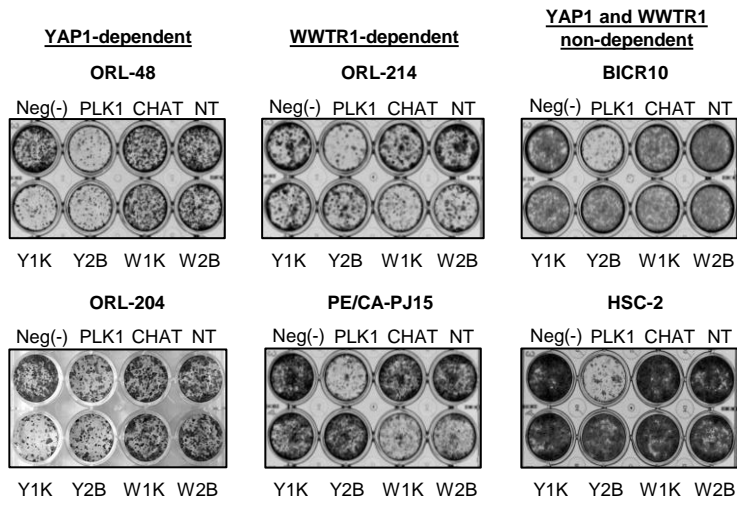 YAP1-dependent
WWTR1-dependent
YAP1 and WWTR1
non-dependent
ORL-48
ORL-214
BICR10
Neg(-) PLK1 CHAT NT
Neg(-) PLK1 CHAT NT
Neg(-) PLK1 CHAT NT
Y1K Y2B W1K W2B
Y1K Y2B W1K W2B
Y1K Y2B W1K W2B
ORL-204
PE/CA-PJ15
HSC-2
Neg(-) PLK1 CHAT NT
Neg(-) PLK1 CHAT NT
Neg(-) PLK1 CHAT NT
Y1K Y2B W1K W2B
Y1K Y2B W1K W2B
Y1K Y2B W1K W2B